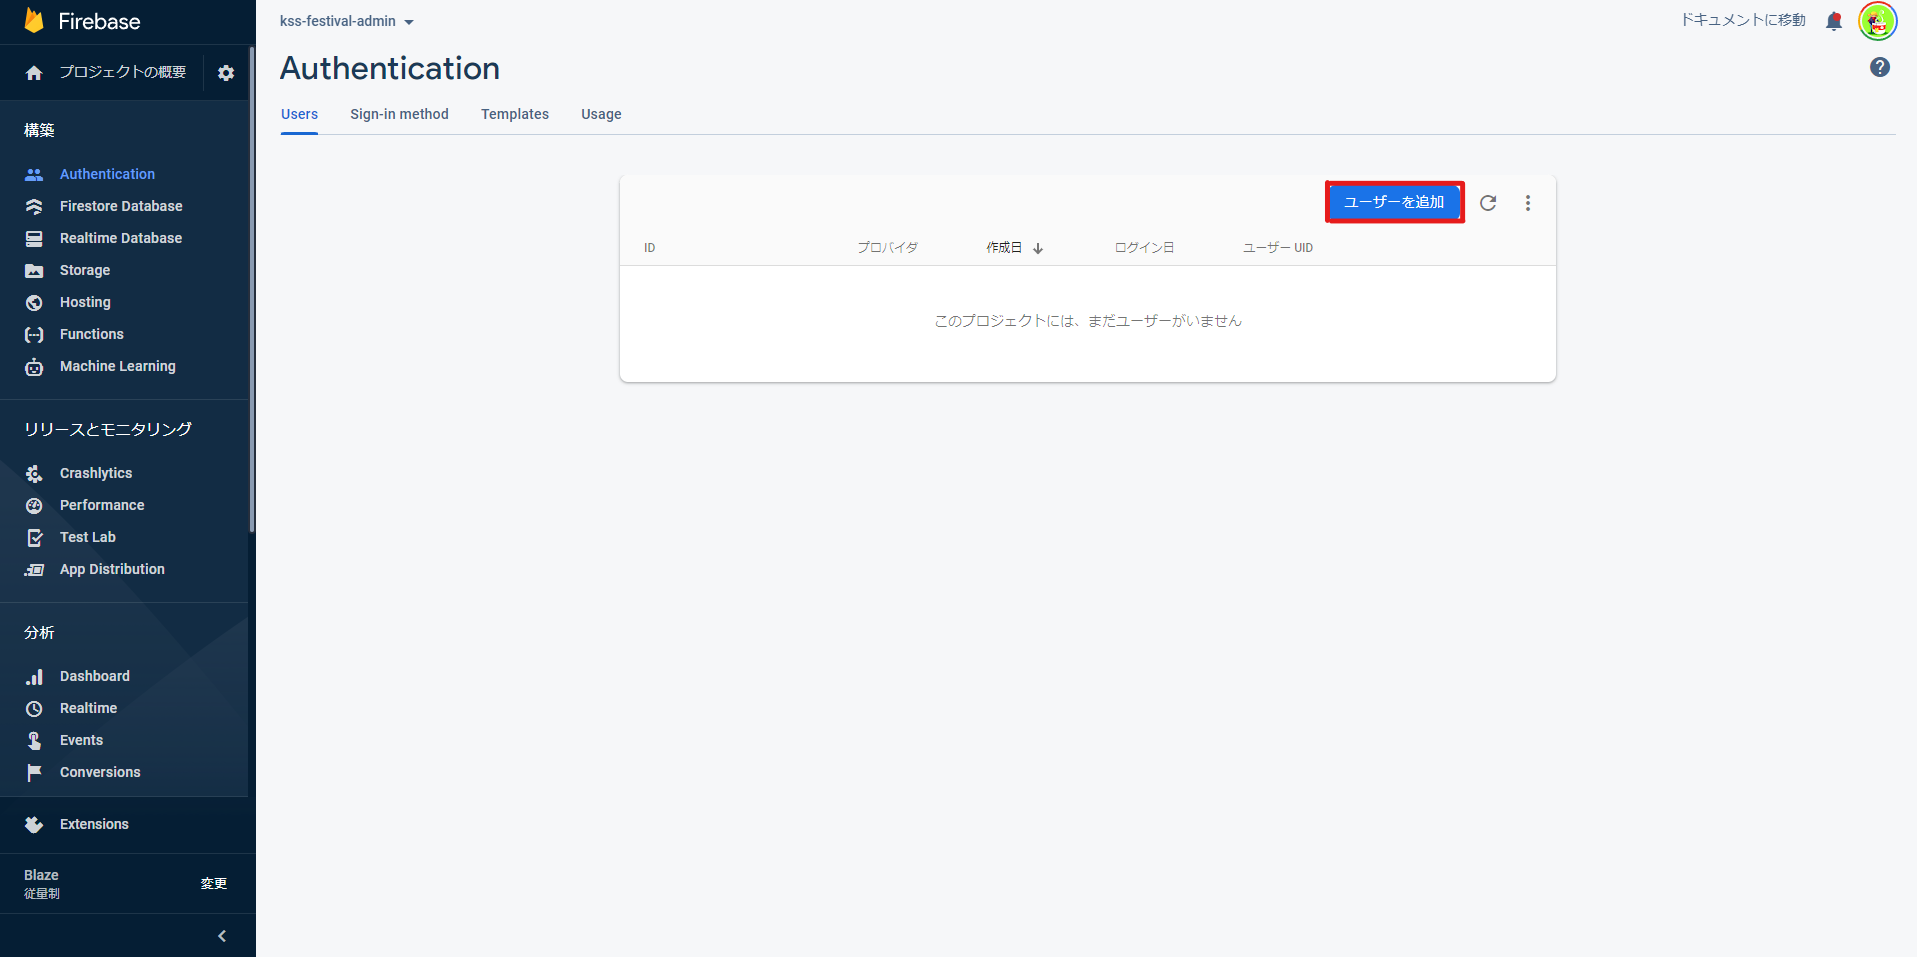 Firebase
プロジェクトの概要
構築
Authentication
Firestore Database
Realtime Database
Storage
Hosting
Functions
Machine Learning
リリースとモニタリング
Crashlytics
Performance
Test Lab
App Distribution
分析
Dashboard
Realtime
Events
Conversions
Extensions
Blaze
従量制
変更
kss-festival-admin
ドキュメントに移動
Authentication
Users Sign-in method Templates Usage
ユーザーを追加
ID プロバイダ 作成日 ログイン日 ユーザー UID
このプロジェクトには、まだユーザーがいません